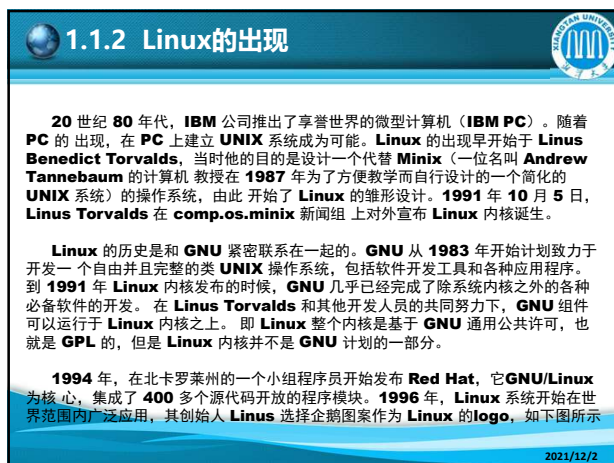 1.1.2 Linux的出现
XIANGTAN UNIVERSITY
20 世纪 80 年代，IBM 公司推出了享誉世界的微型计算机（IBM PC）。随着
PC 的 出现，在 PC 上建立 UNIX 系统成为可能。Linux 的出现早开始于 Linus
Benedict Torvalds，当时他的目的是设计一个代替 Minix（一位名叫 Andrew
Tannebaum 的计算机 教授在 1987 年为了方便教学而自行设计的一个简化的
UNIX 系统）的操作系统，由此 开始了 Linux 的雏形设计。1991 年 10 月 5 日，
Linus Torvalds 在 comp.os.minix 新闻组 上对外宣布 Linux 内核诞生。
Linux 的历史是和 GNU 紧密联系在一起的。GNU 从 1983 年开始计划致力于
开发一 个自由并且完整的类 UNIX 操作系统，包括软件开发工具和各种应用程序。
到 1991 年 Linux 内核发布的时候，GNU 几乎已经完成了除系统内核之外的各种
必备软件的开发。 在 Linus Torvalds 和其他开发人员的共同努力下，GNU 组件
可以运行于 Linux 内核之上。 即 Linux 整个内核是基于 GNU 通用公共许可，也
就是 GPL 的，但是 Linux 内核并不是 GNU 计划的一部分。
1994 年，在北卡罗莱州的一个小组程序员开始发布 Red Hat，它GNU/Linux
为核 心，集成了 400 多个源代码开放的程序模块。1996 年，Linux 系统开始在世
界范围内广泛应用，其创始人 Linus 选择企鹅图案作为 Linux 的logo，如下图所示
2021/12/2